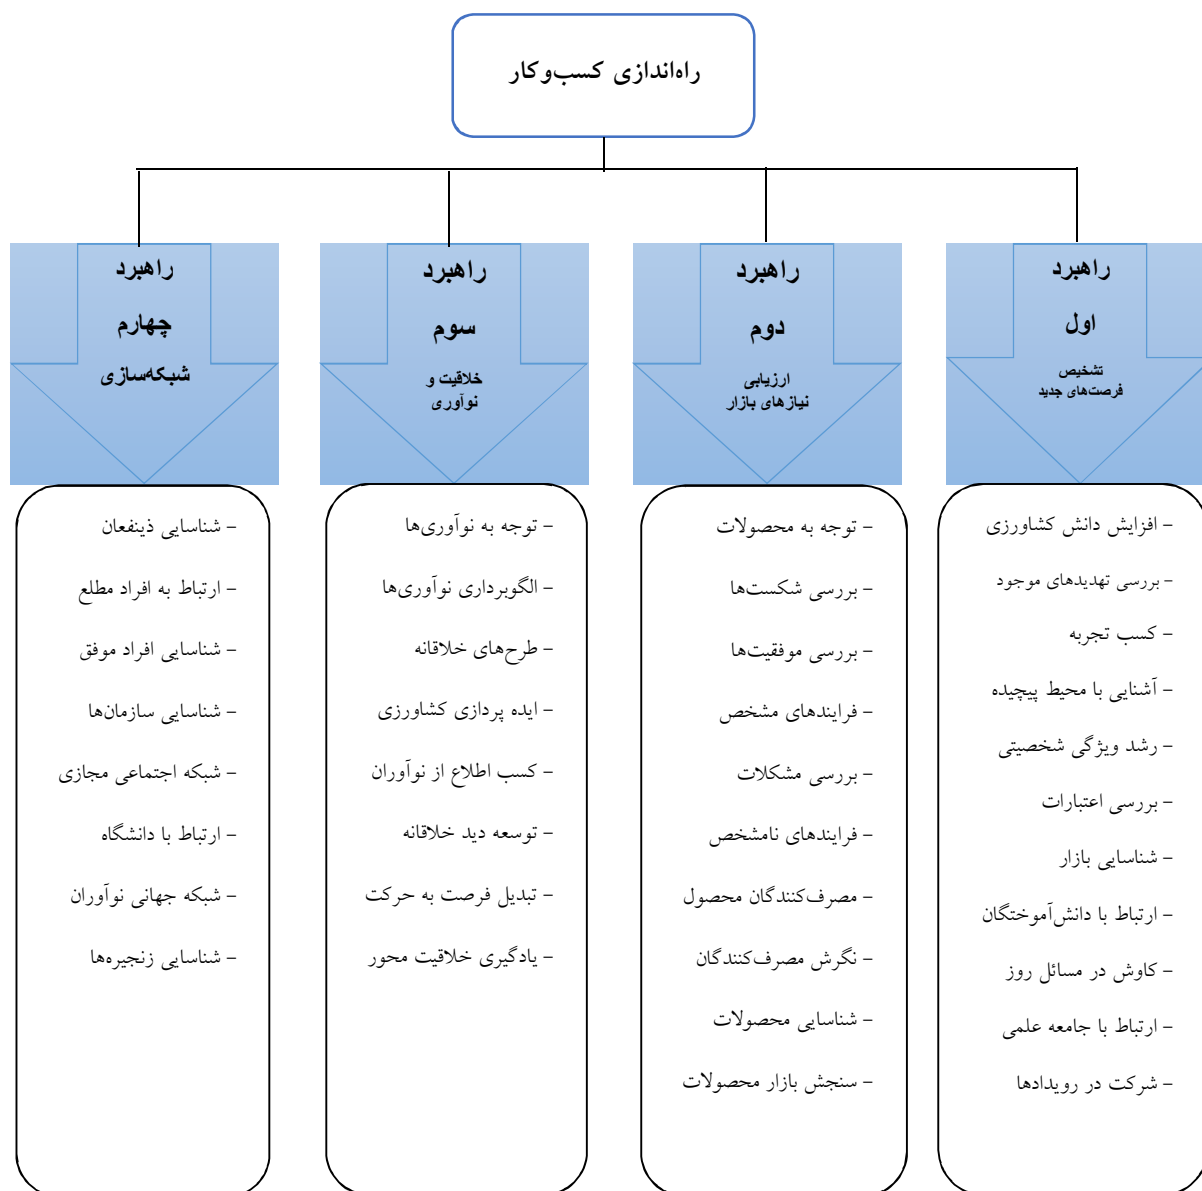 راه‌اندازی کسب‌وکار
راهبرد
اول
تشخیص
فرصت‌های جدید
- افزایش دانش کشاورزی
- بررسی تهدیدهای موجود
- کسب تجربه
- آشنایی با محیط پیچیده
- رشد ویژگی شخصیتی
- بررسی اعتبارات
- شناسایی بازار
- ارتباط با دانش‌آموختگان
- کاوش در مسائل روز
- ارتباط با جامعه علمی
- شرکت در رویدادها
راهبرد
دوم
ارزیابی
نیازهای بازار
- توجه به محصولات
- بررسی شکست‌ها
- بررسی موفقیت‌ها
- فرایندهای مشخص
- بررسی مشکلات
- فرایندهای نامشخص
- مصرف‌کنندگان محصول
- نگرش مصرف‌کنندگان
- شناسایی محصولات
- سنجش بازار محصولات
راهبرد
سوم
خلاقیت و
نوآوری
- توجه به نوآوری‌ها
- الگوبرداری نوآوری‌ها
- طرح‌های خلاقانه
- ایده پردازی کشاورزی
- کسب اطلاع از نوآوران
- توسعه دید خلاقانه
- تبدیل فرصت به حرکت
- یادگیری خلاقیت محور
راهبرد
چهارم
شبکه‌سازی
- شناسایی ذینفعان
- ارتباط به افراد مطلع
- شناسایی افراد موفق
- شناسایی سازمان‌ها
- شبکه اجتماعی مجازی
- ارتباط با دانشگاه
- شبکه جهانی نوآوران
- شناسایی زنجیره‌ها